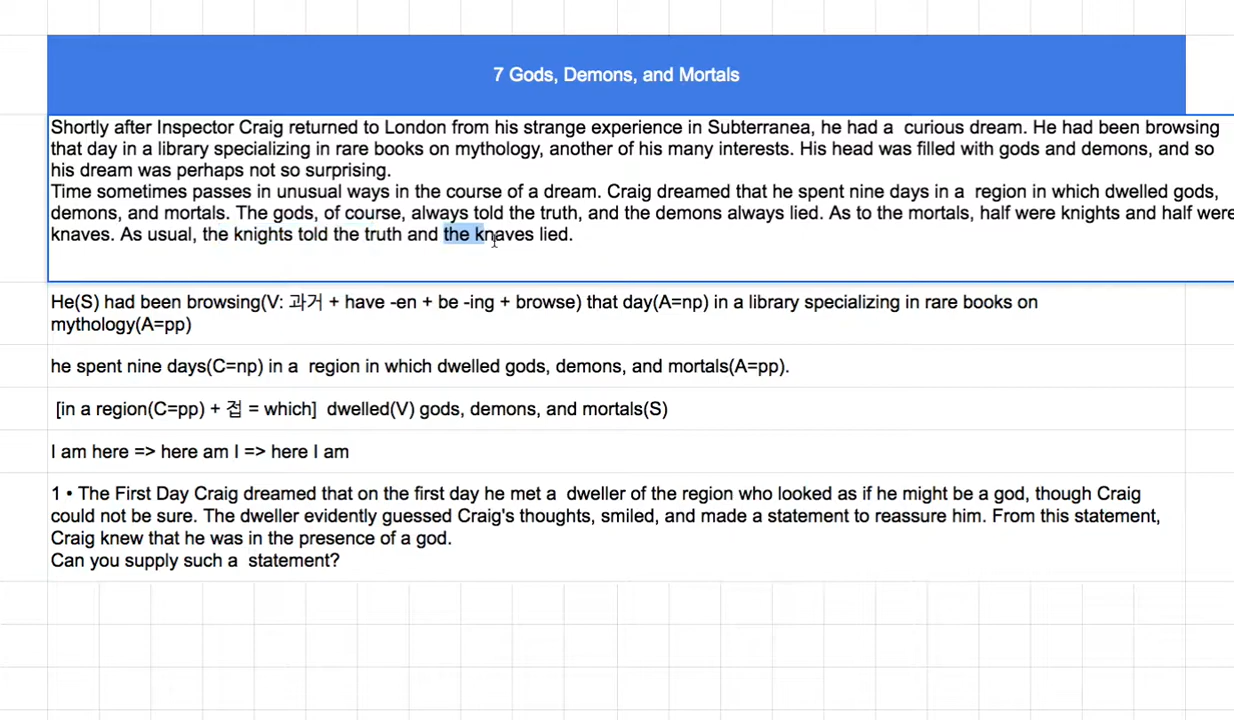 7 Gods, Demons, and Mortals
Shortly after Inspector Craig returned to London from his strange experience in Subterranea, he had a  curious dream. He had been browsing
that day in a library specializing in rare books on mythology, another of his many interests. His head was filled with gods and demons, and so
his dream was perhaps not so surprising.
Time sometimes passes in unusual ways in the course of a dream. Craig dreamed that he spent nine days in a  region in which dwelled gods,
demons, and mortals. The gods, of course, always told the truth, and the demons always lied. As to the mortals, half were knights and half were
knaves. As usual, the knights told the truth and the knaves lied.
He(S) had been browsing(V: 과거 + have -en + be -ing + browse) that day(A=np) in a library specializing in rare books on
mythology(A=pp)
he spent nine days(C=np) in a  region in which dwelled gods, demons, and mortals(A=pp).
[in a region(C=pp) + 접 = which]  dwelled(V) gods, demons, and mortals(S)
I am here => here am I => here I am
1 • The First Day Craig dreamed that on the first day he met a  dweller of the region who looked as if he might be a god, though Craig
could not be sure. The dweller evidently guessed Craig's thoughts, smiled, and made a statement to reassure him. From this statement,
Craig knew that he was in the presence of a god.
Can you supply such a  statement?